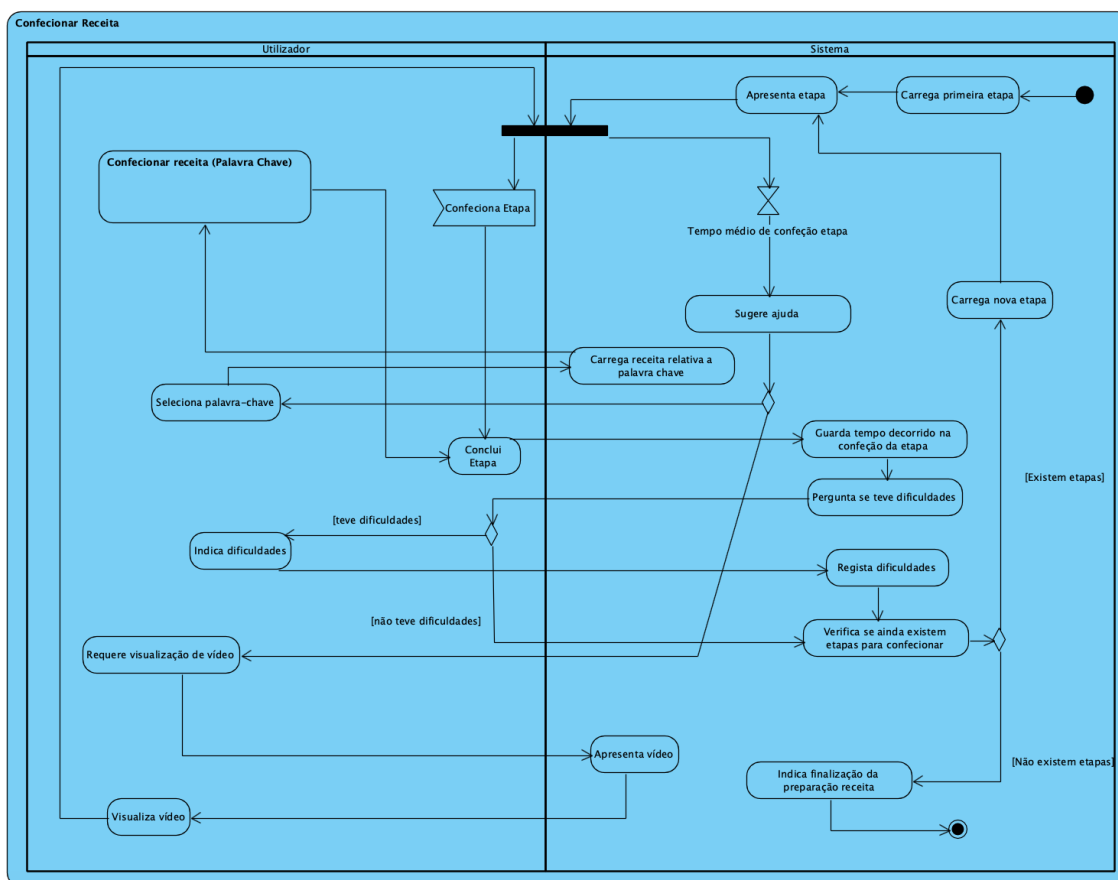 Confecionar Receita
Utilizador
Sistema
Apresenta etapa
Carrega primeira etapa
Confecionar receita (Palavra Chave)
Confeciona Etapa
Tempo médio de confeção etapa
Carrega nova etapa
Sugere ajuda
Carrega receita relativa a
palavra chave
Seleciona palavra-chave
Conclui
Etapa
Guarda tempo decorrido na
confeção da etapa
[Existem etapas]
Pergunta se teve dificuldades
[teve dificuldades]
Indica dificuldades
Regista dificuldades
[não teve dificuldades]
Verifica se ainda existem
etapas para confecionar
Requere visualização de vídeo
Apresenta vídeo
[Não existem etapas]
Indica finalização da
preparação receita
Visualiza vídeo